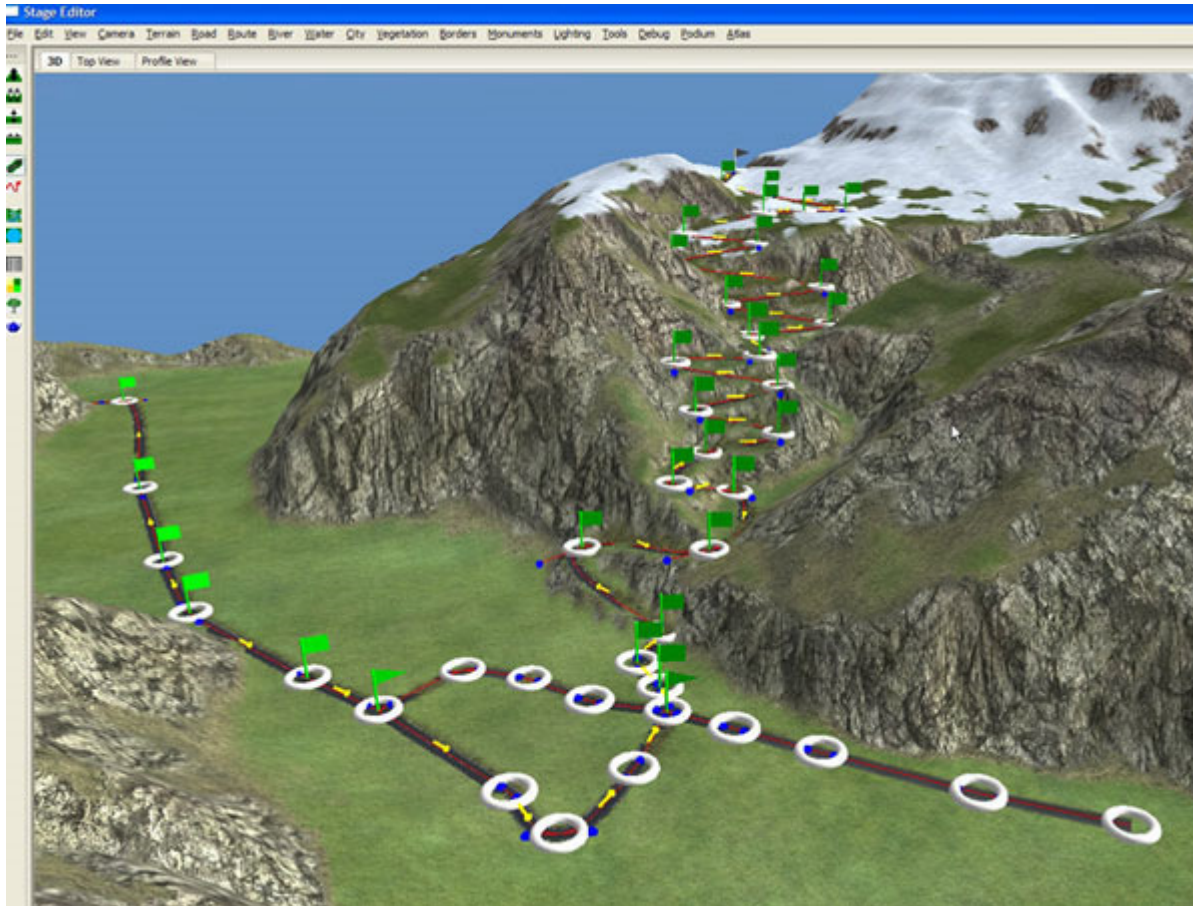 Stage Editor
File Edit View Camera Terrain Road Route River Water City Vegetation Borders Monuments Lighting Tools Debug Podium Atlas
3D Top View Profile View